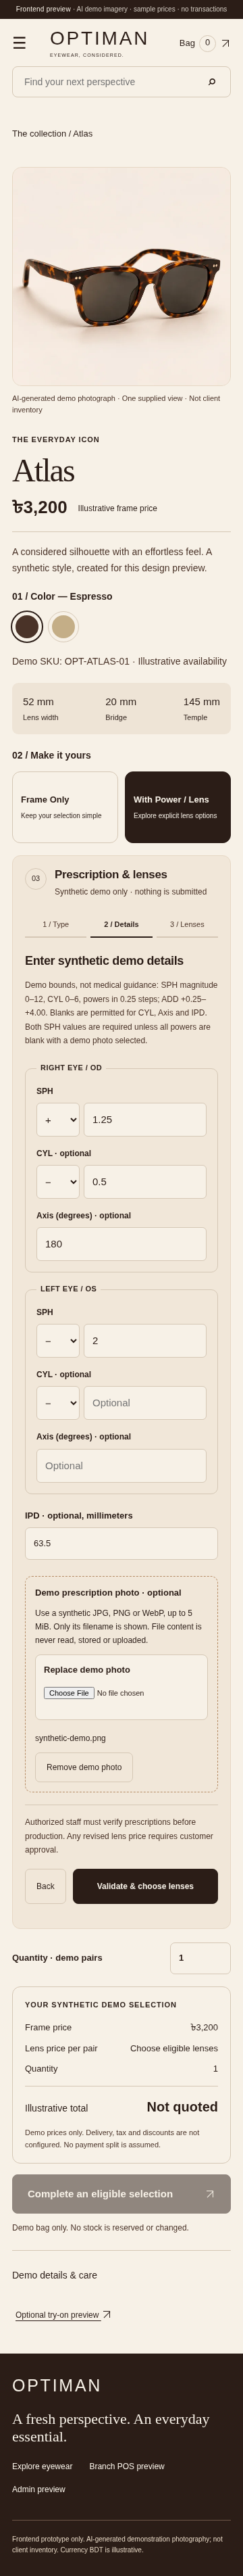 Frontend preview · AI demo imagery · sample prices · no transactions
OPTIMAN
EYEWEAR, CONSIDERED.
Bag 0
Find your next perspective
The collection / Atlas
AI-generated demo photograph · One supplied view · Not client
inventory
THE EVERYDAY ICON
Atlas
৳3,200 Illustrative frame price
A considered silhouette with an effortless feel. A
synthetic style, created for this design preview.
01 / Color — Espresso
Demo SKU: OPT-ATLAS-01 · Illustrative availability
52 mm 20 mm 145 mm
Lens width Bridge Temple
02 / Make it yours
Frame Only With Power / Lens
Keep your selection simple Explore explicit lens options
03 Prescription & lenses
Synthetic demo only · nothing is submitted
1 / Type 2 / Details 3 / Lenses
Enter synthetic demo details
Demo bounds, not medical guidance: SPH magnitude
0–12, CYL 0–6, powers in 0.25 steps; ADD +0.25–
+4.00. Blanks are permitted for CYL, Axis and IPD.
Both SPH values are required unless all powers are
blank with a demo photo selected.
RIGHT EYE / OD
SPH
+ 1.25
CYL · optional
− 0.5
Axis (degrees) · optional
180
LEFT EYE / OS
SPH
− 2
CYL · optional
− Optional
Axis (degrees) · optional
Optional
IPD · optional, millimeters
63.5
Demo prescription photo · optional
Use a synthetic JPG, PNG or WebP, up to 5
MiB. Only its filename is shown. File content is
never read, stored or uploaded.
Replace demo photo
Choose File No file chosen
synthetic-demo.png
Remove demo photo
Authorized staff must verify prescriptions before
production. Any revised lens price requires customer
approval.
Back Validate & choose lenses
Quantity · demo pairs 1
YOUR SYNTHETIC DEMO SELECTION
Frame price ৳3,200
Lens price per pair Choose eligible lenses
Quantity 1
Illustrative total Not quoted
Demo prices only. Delivery, tax and discounts are not
configured. No payment split is assumed.
Complete an eligible selection
Demo bag only. No stock is reserved or changed.
Demo details & care
Optional try-on preview
OPTIMAN
A fresh perspective. An everyday
essential.
Explore eyewear Branch POS preview
Admin preview
Frontend prototype only. AI-generated demonstration photography; not
client inventory. Currency BDT is illustrative.